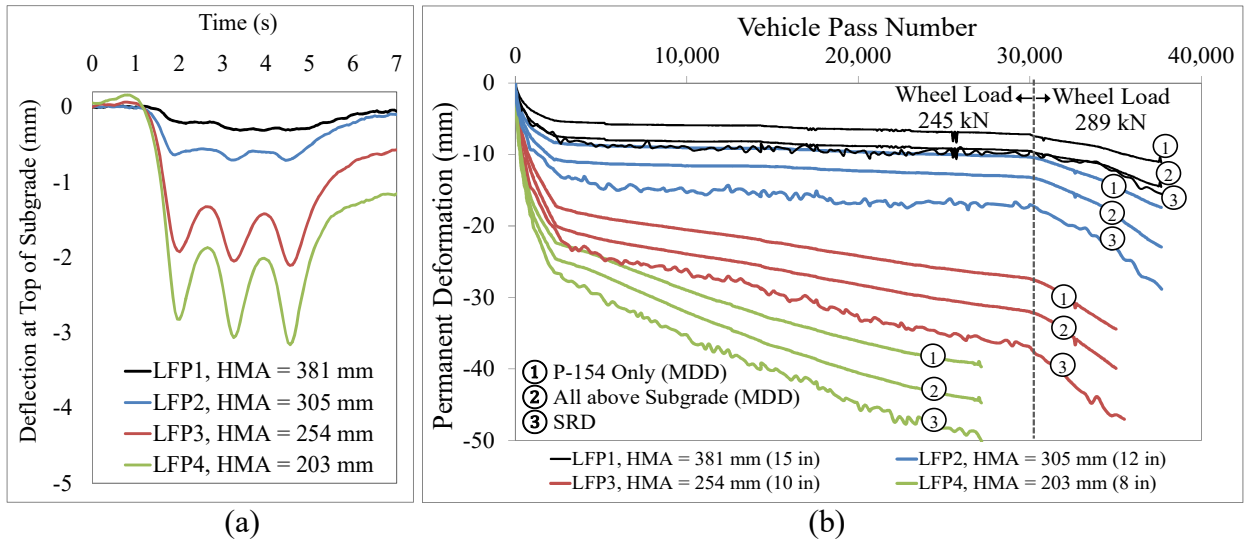 Time (s)
0 1 2 3 4 5 6 7
0
-1
-2
-3
-4
-5
Deflection at Top of Subgrade (mm)
LFP1, HMA = 381 mm
LFP2, HMA = 305 mm
LFP3, HMA = 254 mm
LFP4, HMA = 203 mm
(a)
Vehicle Pass Number
0 10,000 20,000 30,000 40,000
0
-10
-20
-30
-40
-50
Permanent Deformation (mm)
Wheel Load
245 kN
Wheel Load
289 kN
1
2
3
1
2
3
1
2
3
1
2
3
1 P-154 Only (MDD)
2 All above Subgrade (MDD)
3 SRD
LFP1, HMA = 381 mm (15 in)
LFP2, HMA = 305 mm (12 in)
LFP3, HMA = 254 mm (10 in)
LFP4, HMA = 203 mm (8 in)
(b)